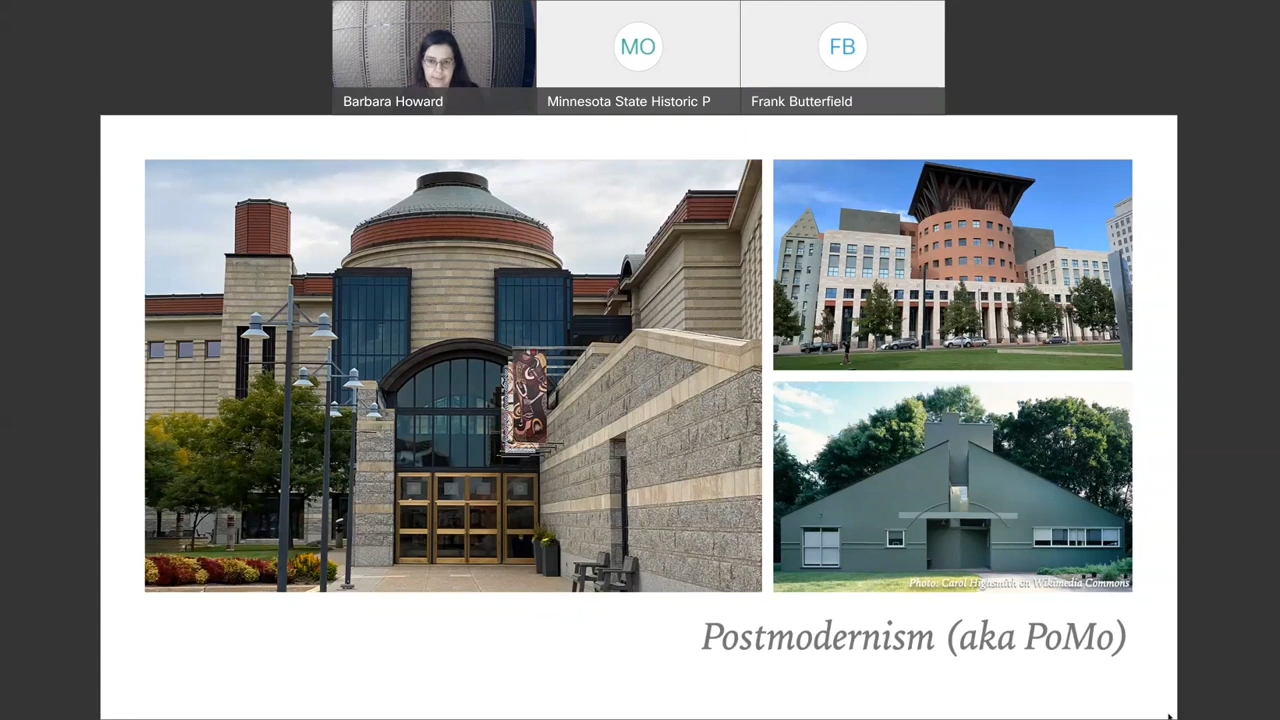 MO
FB
Barbara Howard
Minnesota State Historic P
Frank Butterfield
Photo: Carol Highsmith on Wikimedia Commons
Postmodernism (aka PoMo)